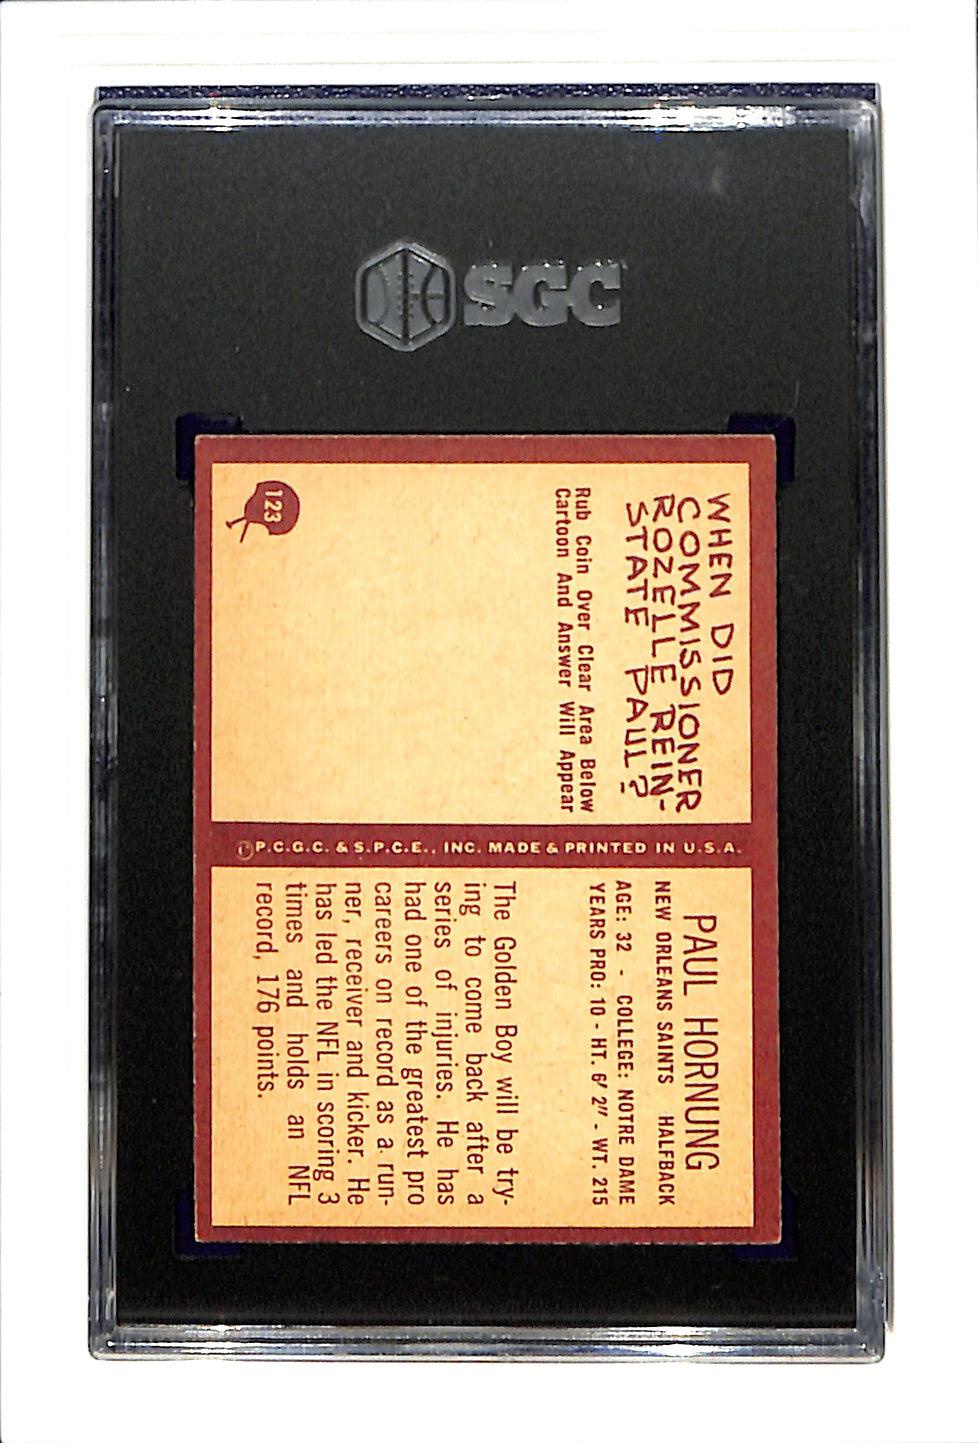 SGC
WHEN DID
COMMISSIONER
ROZELLE REIN-
STATE PAUL?
Rub Coin Over Clear Area Below
Cartoon And Answer Will Appear
123
©P.C.G.C. & S.P.C.E., INC. MADE & PRINTED IN U.S.A.
PAUL HORNUNG
NEW ORLEANS SAINTS HALFBACK
AGE: 32 - COLLEGE: NOTRE DAME
YEARS PRO: 10 - HT. 6'2" - WT. 215
The Golden Boy will be try-
ing to come back after a
series of injuries. He has
had one of the greatest pro
careers on record as a run-
ner, receiver and kicker. He
has led the NFL in scoring 3
times and holds an NFL
record, 176 points.